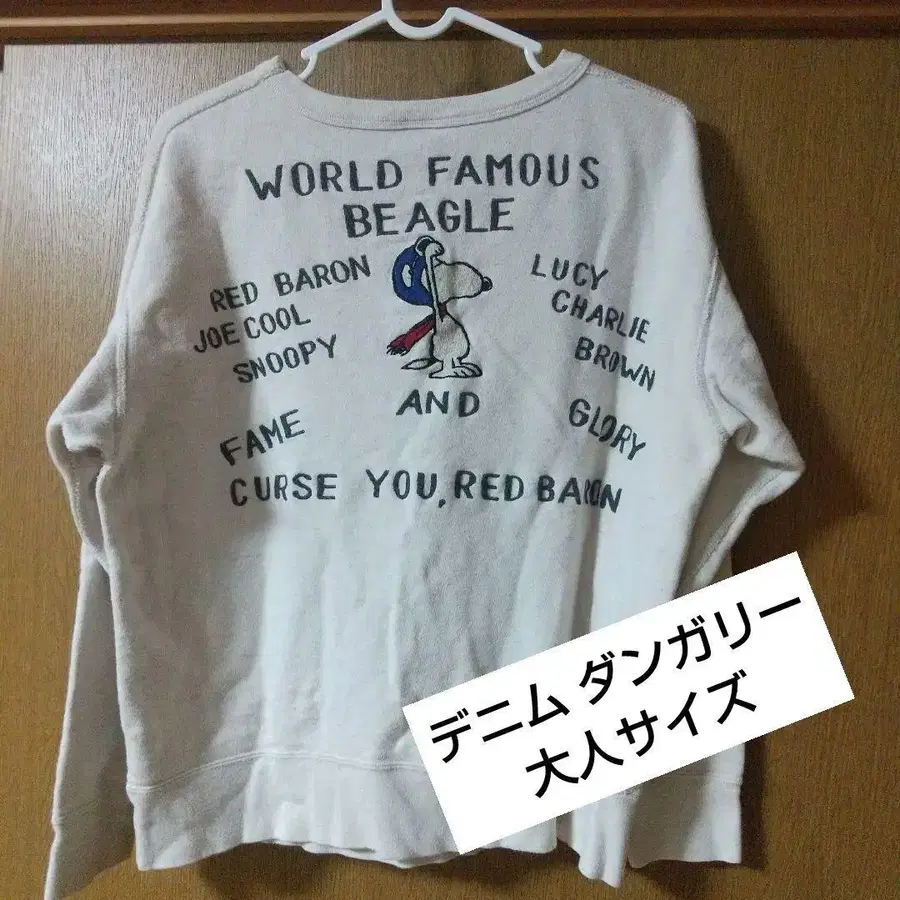 WORLD FAMOUS
BEAGLE
RED BARON
JOE COOL
SNOOPY
LUCY
CHARLIE
BROWN
AND
FAME
GLORY
CURSE YOU, RED BARON
デニム ダンガリー
大人サイズ